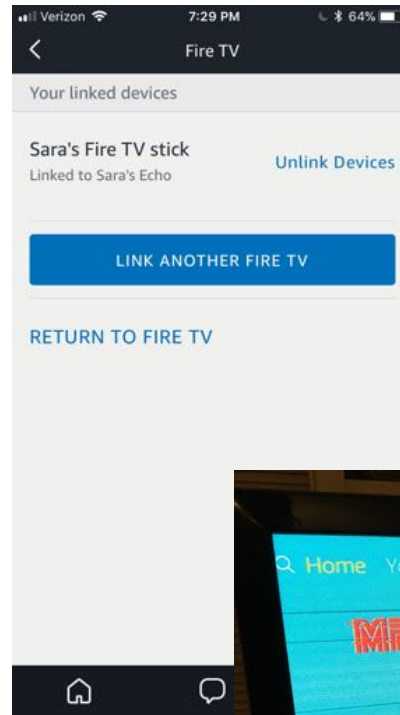 Verizon 7:29 PM 64%
Fire TV
Your linked devices
Sara's Fire TV stick
Unlink Devices
Linked to Sara's Echo
LINK ANOTHER FIRE TV
RETURN TO FIRE TV
Home